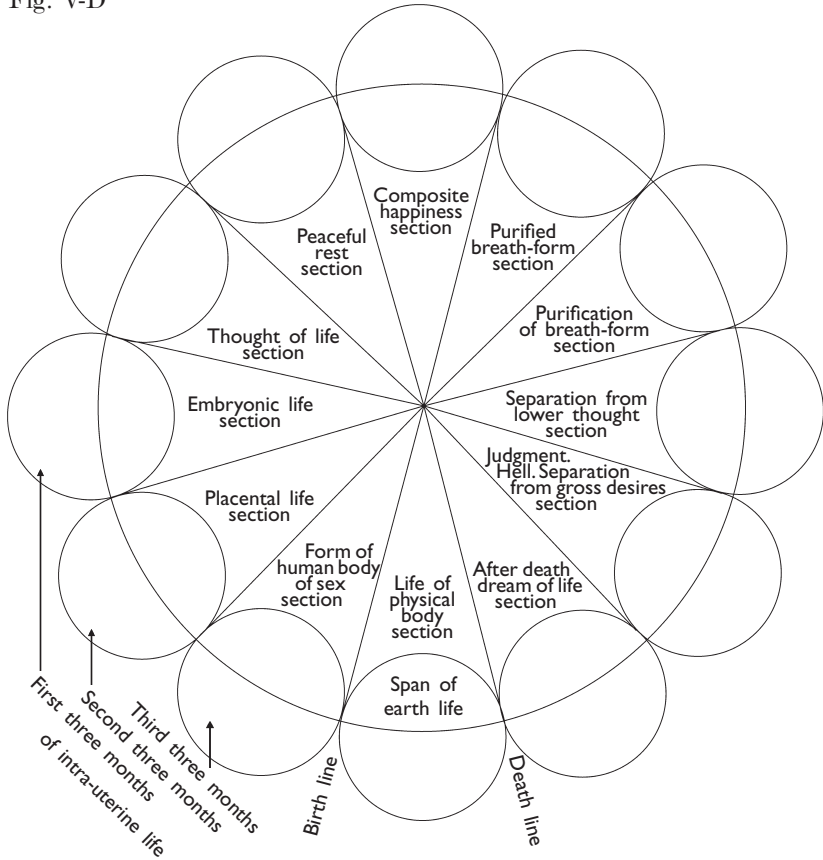 Fig. V-D
Composite
happiness
section
Purified
breath-form
section
Peaceful
rest
section
Purification
of breath-form
section
Thought of life
section
Separation from
lower thought
section
Embryonic life
section
Judgment.
Hell. Separation
from gross desires
section
Placental life
section
Form of
human body
of sex
section
Life of
physical
body
section
After death
dream of life
section
Span of
earth life
First three months
of intra-uterine life
Second three months
Third three months
Birth line
Death line